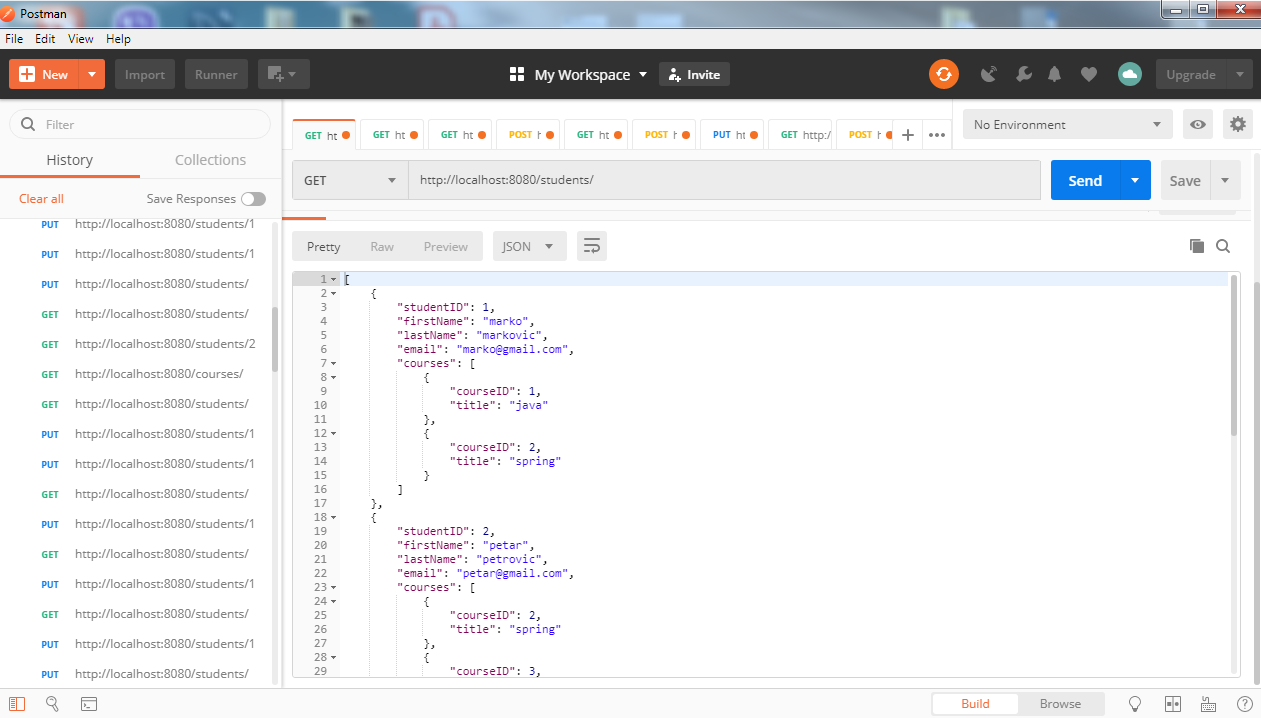 Postman
File Edit View Help
New Import Runner My Workspace Invite Upgrade
Filter
History Collections
Clear all Save Responses
PUT http://localhost:8080/students/1
PUT http://localhost:8080/students/1
PUT http://localhost:8080/students/
GET http://localhost:8080/students/
GET http://localhost:8080/students/2
GET http://localhost:8080/courses/
GET http://localhost:8080/students/
PUT http://localhost:8080/students/1
PUT http://localhost:8080/students/1
GET http://localhost:8080/students/
PUT http://localhost:8080/students/1
GET http://localhost:8080/students/
PUT http://localhost:8080/students/1
GET http://localhost:8080/students/
PUT http://localhost:8080/students/1
PUT http://localhost:8080/students/
GET ht GET ht GET ht POST h GET ht POST h PUT ht GET http:/ POST h + ••• No Environment
GET http://localhost:8080/students/ Send Save
Pretty Raw Preview JSON
1 [
2 {
3 "studentID": 1,
4 "firstName": "marko",
5 "lastName": "markovic",
6 "email": "marko@gmail.com",
7 "courses": [
8 {
9 "courseID": 1,
10 "title": "java"
11 },
12 {
13 "courseID": 2,
14 "title": "spring"
15 }
16 ]
17 },
18 {
19 "studentID": 2,
20 "firstName": "petar",
21 "lastName": "petrovic",
22 "email": "petar@gmail.com",
23 "courses": [
24 {
25 "courseID": 2,
26 "title": "spring"
27 },
28 {
29 "courseID": 3,
Build Browse